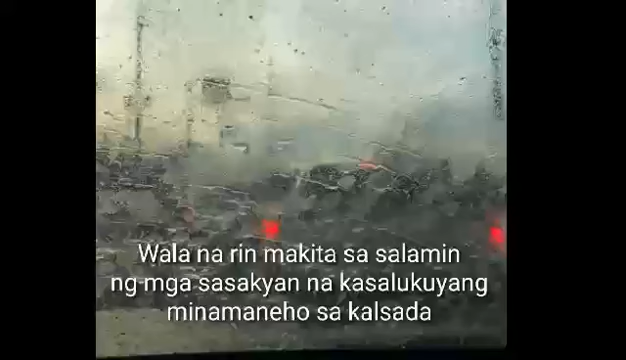 Wala na rin makita sa salamin
ng mga sasakyan na kasalukuyang
minamaneho sa kalsada